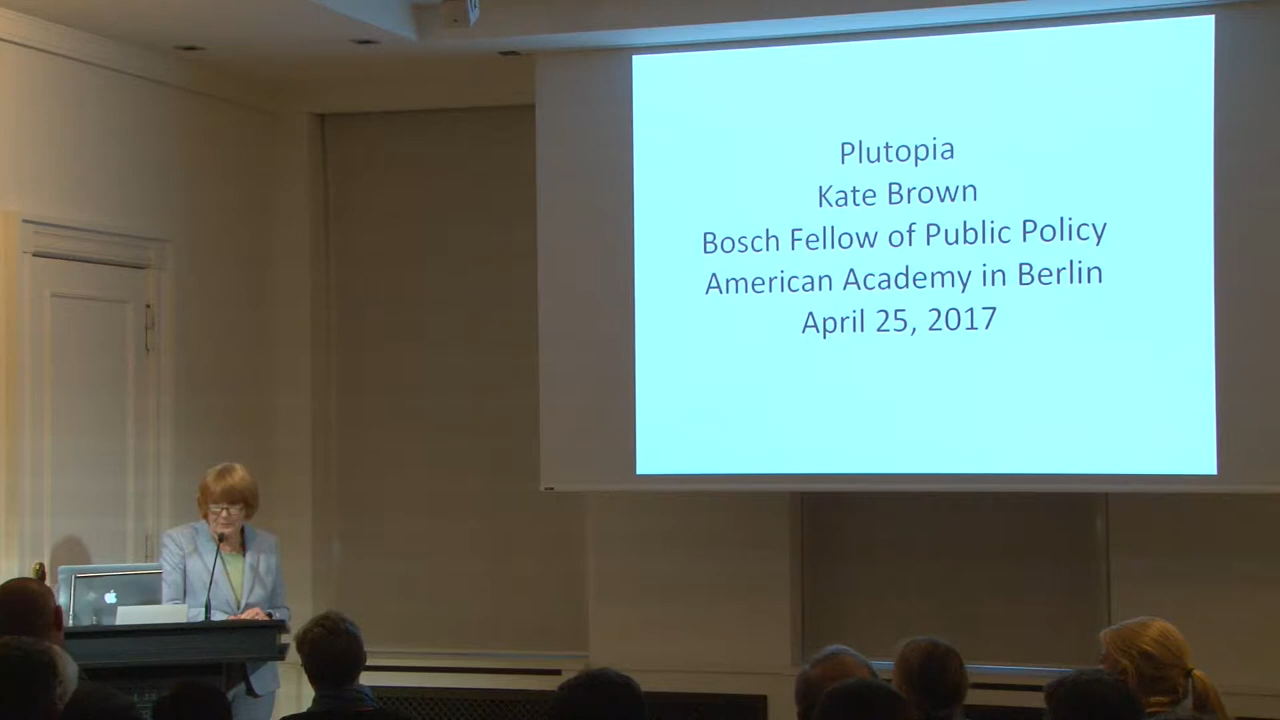 Plutopia
Kate Brown
Bosch Fellow of Public Policy
American Academy in Berlin
April 25, 2017